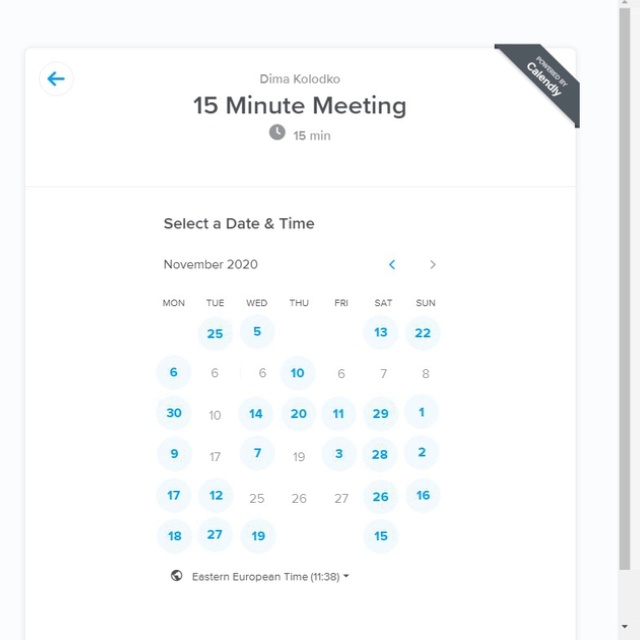 Dima Kolodko
POWERED BY
Calendly
15 Minute Meeting
15 min
Select a Date & Time
November 2020
MON TUE WED THU FRI SAT SUN
25 5 13 22
6 6 6 10 6 7 8
30 10 14 20 11 29 1
9 17 7 19 3 28 2
17 12 25 26 27 26 16
18 27 19 15
Eastern European Time (11:38)